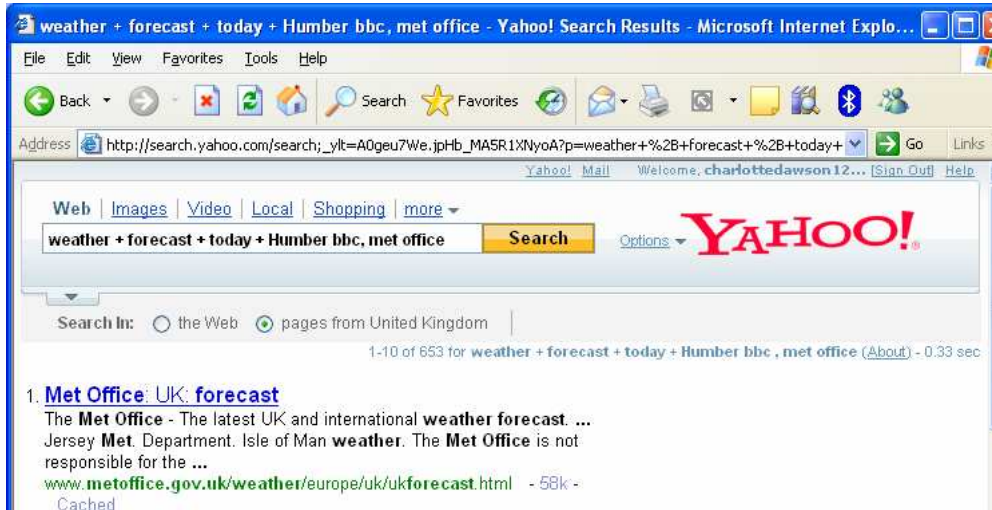 weather + forecast + today + Humber bbc, met office - Yahoo! Search Results - Microsoft Internet Explo...
File Edit View Favorites Tools Help
Back Search Favorites
Address http://search.yahoo.com/search;_ylt=A0geu7We.jpHb_MA5R1XNyoA?p=weather+%2B+forecast+%2B+today+ Go Links
Yahoo! Mail Welcome, charlottedawson12... [Sign Out] Help
Web | Images | Video | Local | Shopping | more
weather + forecast + today + Humber bbc, met office Search Options YAHOO!
Search In: the Web pages from United Kingdom
1-10 of 653 for weather + forecast + today + Humber bbc , met office (About) - 0.33 sec
1. Met Office: UK: forecast
The Met Office - The latest UK and international weather forecast. ...
Jersey Met. Department. Isle of Man weather. The Met Office is not
responsible for the ...
www.metoffice.gov.uk/weather/europe/uk/ukforecast.html - 58k -
Cached